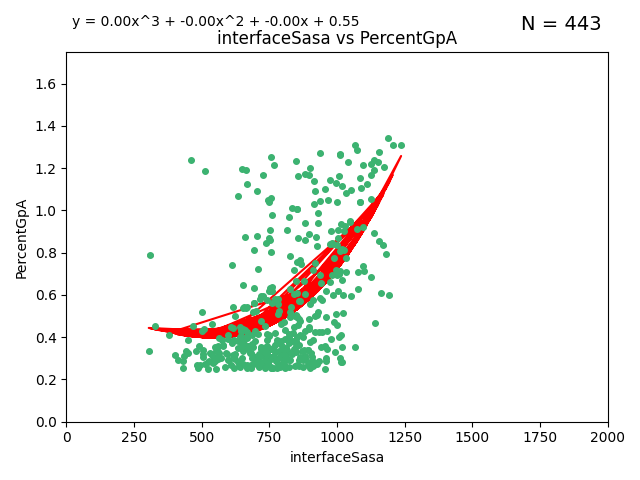 y = 0.00x^3 + -0.00x^2 + -0.00x + 0.55
N = 443
interfaceSasa vs PercentGpA
PercentGpA
1.6
1.4
1.2
1.0
0.8
0.6
0.4
0.2
0.0
0 250 500 750 1000 1250 1500 1750 2000
interfaceSasa